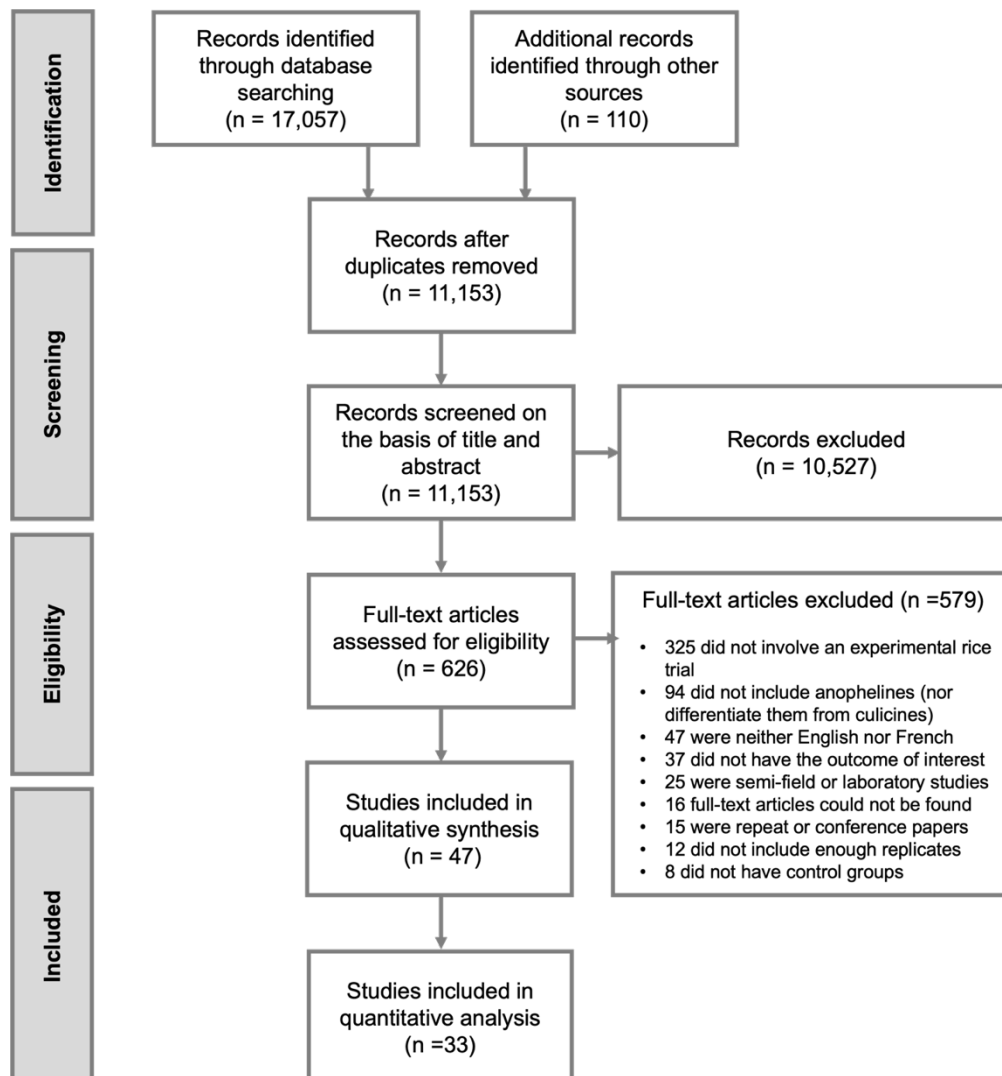 Identification
Records identified
through database
searching
(n = 17,057)
Additional records
identified through other
sources
(n = 110)
Records after
duplicates removed
(n = 11,153)
Screening
Records screened on
the basis of title and
abstract
(n = 11,153)
Records excluded
(n = 10,527)
Eligibility
Full-text articles
assessed for eligibility
(n = 626)
Full-text articles excluded (n =579)
• 325 did not involve an experimental rice
trial
• 94 did not include anophelines (nor
differentiate them from culicines)
• 47 were neither English nor French
• 37 did not have the outcome of interest
• 25 were semi-field or laboratory studies
• 16 full-text articles could not be found
• 15 were repeat or conference papers
• 12 did not include enough replicates
• 8 did not have control groups
Studies included in
qualitative synthesis
(n = 47)
Included
Studies included in
quantitative analysis
(n =33)